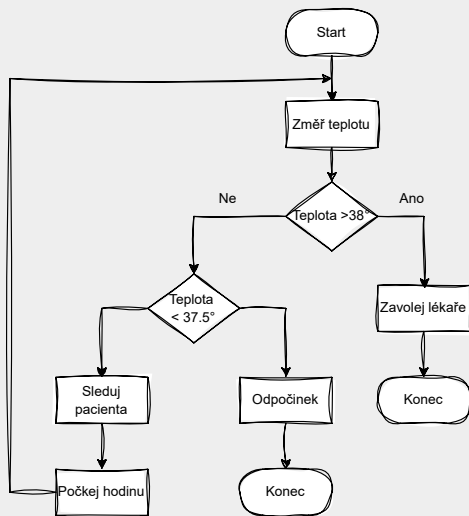 Start
Změř teplotu
Ne
Ano
Teplota >38°
Teplota
< 37.5°
Zavolej lékaře
Sleduj
pacienta
Odpočinek
Konec
Počkej hodinu
Konec